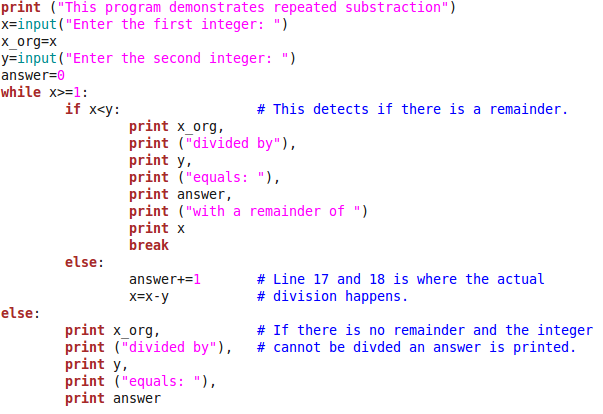 print ("This program demonstrates repeated substraction")
x=input("Enter the first integer: ")
x_org=x
y=input("Enter the second integer: ")
answer=0
while x>=1:
        if x<y:                 # This detects if there is a remainder.
                print x_org,
                print ("divided by"),
                print y,
                print ("equals: "),
                print answer,
                print ("with a remainder of ")
                print x
                break
        else:
                answer+=1       # Line 17 and 18 is where the actual
                x=x-y           # division happens.
else:
        print x_org,            # If there is no remainder and the integer
        print ("divided by"),   # cannot be divded an answer is printed.
        print y,
        print ("equals: "),
        print answer